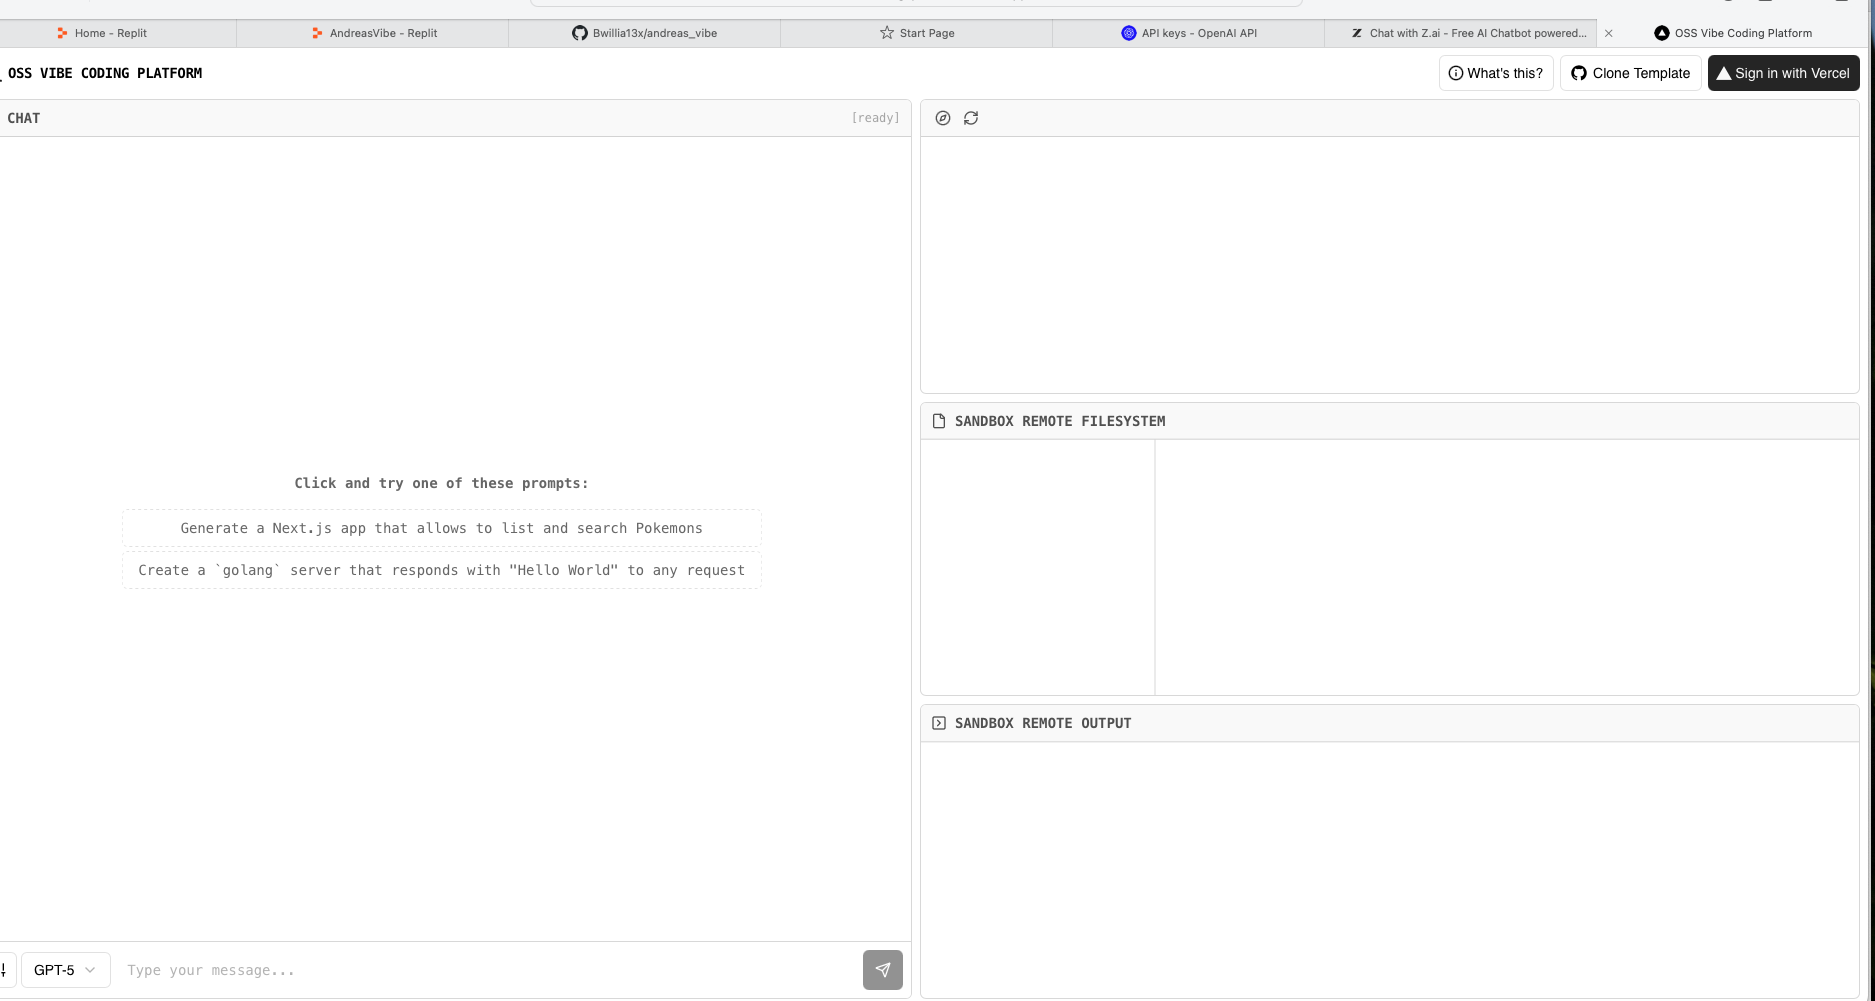 Home - Replit
AndreasVibe - Replit
Bwillia13x/andreas_vibe
Start Page
API keys - OpenAI API
Chat with Z.ai - Free AI Chatbot powered...
OSS Vibe Coding Platform
OSS VIBE CODING PLATFORM
What's this?
Clone Template
Sign in with Vercel
CHAT
[ready]
Click and try one of these prompts:
Generate a Next.js app that allows to list and search Pokemons
Create a `golang` server that responds with "Hello World" to any request
GPT-5
Type your message...
SANDBOX REMOTE FILESYSTEM
SANDBOX REMOTE OUTPUT